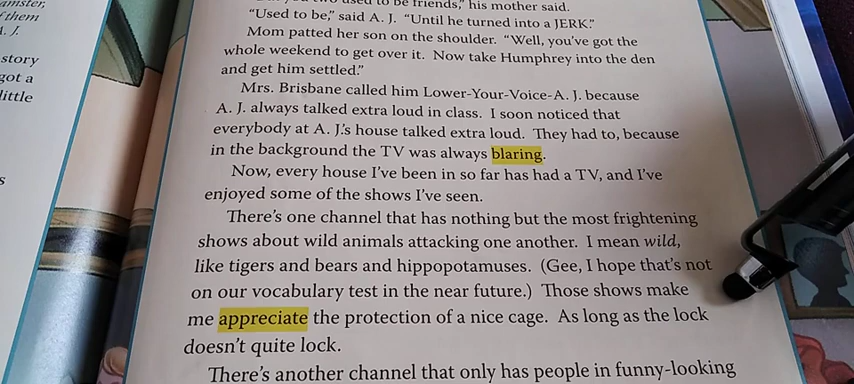 amster,
f them
. J.
story
got a
little
s
used to be friends," his mother said.
"Used to be," said A. J. "Until he turned into a JERK."
Mom patted her son on the shoulder. "Well, you've got the
whole weekend to get over it. Now take Humphrey into the den
and get him settled."
Mrs. Brisbane called him Lower-Your-Voice-A. J. because
A. J. always talked extra loud in class. I soon noticed that
everybody at A. J.'s house talked extra loud. They had to, because
in the background the TV was always blaring.
Now, every house I've been in so far has had a TV, and I've
enjoyed some of the shows I've seen.
There's one channel that has nothing but the most frightening
shows about wild animals attacking one another. I mean wild,
like tigers and bears and hippopotamuses. (Gee, I hope that's not
on our vocabulary test in the near future.) Those shows make
me appreciate the protection of a nice cage. As long as the lock
doesn't quite lock.
There's another channel that only has people in funny-looking